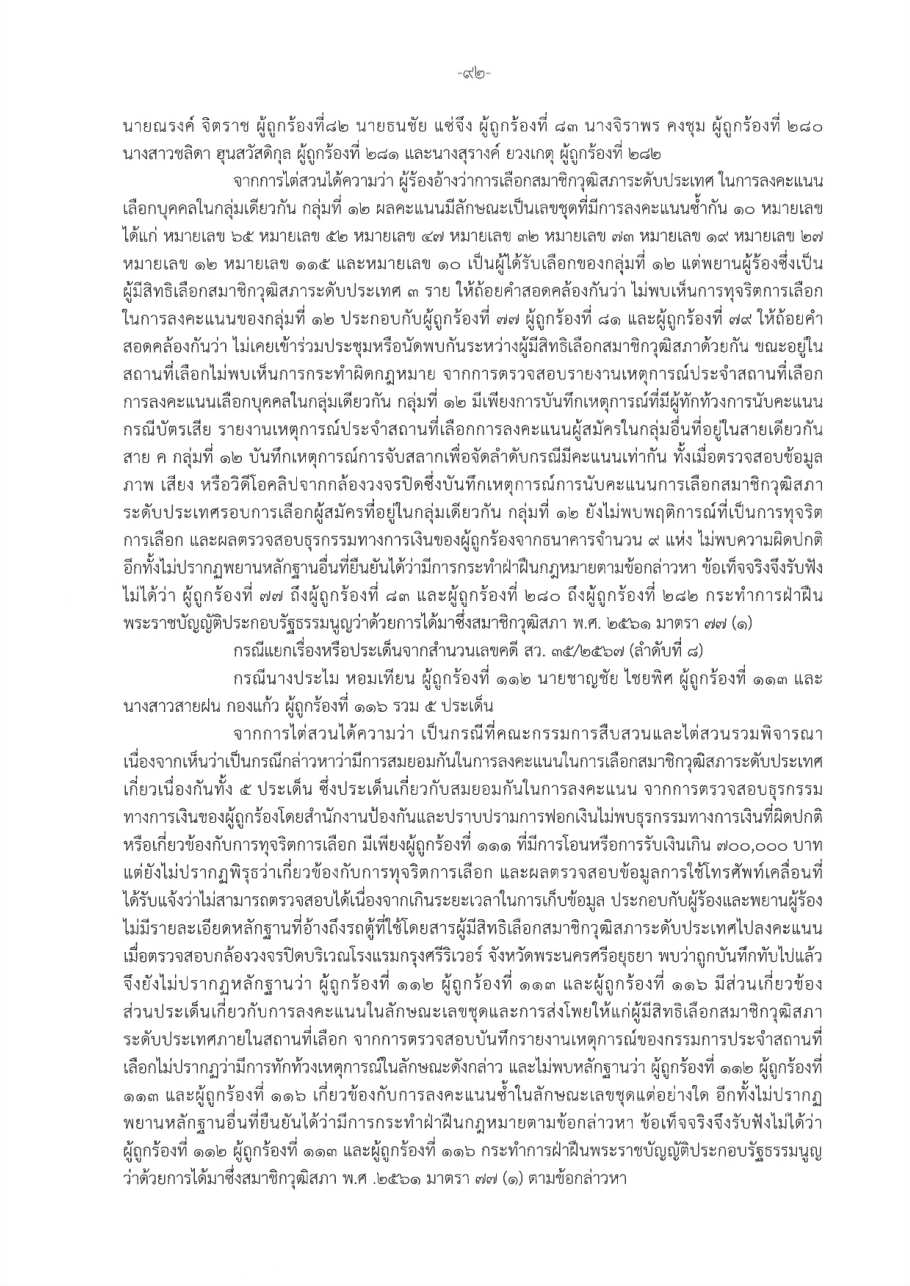 -๙๒-
นายณรงค์ จิตราช ผู้ถูกร้องที่๘๒ นายธนชัย แซ่จึง ผู้ถูกร้องที่ ๘๓ นางจิราพร คงชุม ผู้ถูกร้องที่ ๒๘๐
นางสาวชลิดา ฮุนสวัสดิกุล ผู้ถูกร้องที่ ๒๘๑ และนางสุรางค์ ยวงเกตุ ผู้ถูกร้องที่ ๒๘๒
จากการไต่สวนได้ความว่า ผู้ร้องอ้างว่าการเลือกสมาชิกวุฒิสภาระดับประเทศ ในการลงคะแนน
เลือกบุคคลในกลุ่มเดียวกัน กลุ่มที่ ๑๒ ผลคะแนนมีลักษณะเป็นเลขชุดที่มีการลงคะแนนซ้ำกัน ๑๐ หมายเลข
ได้แก่ หมายเลข ๖๕ หมายเลข ๕๒ หมายเลข ๔๗ หมายเลข ๓๒ หมายเลข ๗๓ หมายเลข ๑๙ หมายเลข ๒๗
หมายเลข ๑๒ หมายเลข ๑๑๕ และหมายเลข ๑๐ เป็นผู้ได้รับเลือกของกลุ่มที่ ๑๒ แต่พยานผู้ร้องซึ่งเป็น
ผู้มีสิทธิเลือกสมาชิกวุฒิสภาระดับประเทศ ๓ ราย ให้ถ้อยคำสอดคล้องกันว่า ไม่พบเห็นการทุจริตการเลือก
ในการลงคะแนนของกลุ่มที่ ๑๒ ประกอบกับผู้ถูกร้องที่ ๗๗ ผู้ถูกร้องที่ ๘๑ และผู้ถูกร้องที่ ๗๙ ให้ถ้อยคำ
สอดคล้องกันว่า ไม่เคยเข้าร่วมประชุมหรือนัดพบกันระหว่างผู้มีสิทธิเลือกสมาชิกวุฒิสภาด้วยกัน ขณะอยู่ใน
สถานที่เลือกไม่พบเห็นการกระทำผิดกฎหมาย จากการตรวจสอบรายงานเหตุการณ์ประจำสถานที่เลือก
การลงคะแนนเลือกบุคคลในกลุ่มเดียวกัน กลุ่มที่ ๑๒ มีเพียงการบันทึกเหตุการณ์ที่มีผู้ทักท้วงการนับคะแนน
กรณีบัตรเสีย รายงานเหตุการณ์ประจำสถานที่เลือกการลงคะแนนผู้สมัครในกลุ่มอื่นที่อยู่ในสายเดียวกัน
สาย ค กลุ่มที่ ๑๒ บันทึกเหตุการณ์การจับสลากเพื่อจัดลำดับกรณีมีคะแนนเท่ากัน ทั้งเมื่อตรวจสอบข้อมูล
ภาพ เสียง หรือวิดีโอคลิปจากกล้องวงจรปิดซึ่งบันทึกเหตุการณ์การนับคะแนนการเลือกสมาชิกวุฒิสภา
ระดับประเทศรอบการเลือกผู้สมัครที่อยู่ในกลุ่มเดียวกัน กลุ่มที่ ๑๒ ยังไม่พบพฤติการณ์ที่เป็นการทุจริต
การเลือก และผลตรวจสอบธุรกรรมทางการเงินของผู้ถูกร้องจากธนาคารจำนวน ๙ แห่ง ไม่พบความผิดปกติ
อีกทั้งไม่ปรากฏพยานหลักฐานอื่นที่ยืนยันได้ว่ามีการกระทำฝ่าฝืนกฎหมายตามข้อกล่าวหา ข้อเท็จจริงจึงรับฟัง
ไม่ได้ว่า ผู้ถูกร้องที่ ๗๗ ถึงผู้ถูกร้องที่ ๘๓ และผู้ถูกร้องที่ ๒๘๐ ถึงผู้ถูกร้องที่ ๒๘๒ กระทำการฝ่าฝืน
พระราชบัญญัติประกอบรัฐธรรมนูญว่าด้วยการได้มาซึ่งสมาชิกวุฒิสภา พ.ศ. ๒๕๖๑ มาตรา ๗๗ (๑)
กรณีแยกเรื่องหรือประเด็นจากสำนวนเลขคดี สว. ๓๕/๒๕๖๗ (ลำดับที่ ๘)
กรณีนางประไม หอมเทียน ผู้ถูกร้องที่ ๑๑๒ นายชาญชัย ไชยพิศ ผู้ถูกร้องที่ ๑๑๓ และ
นางสาวสายฝน กองแก้ว ผู้ถูกร้องที่ ๑๑๖ รวม ๕ ประเด็น
จากการไต่สวนได้ความว่า เป็นกรณีที่คณะกรรมการสืบสวนและไต่สวนรวมพิจารณา
เนื่องจากเห็นว่าเป็นกรณีกล่าวหาว่ามีการสมยอมกันในการลงคะแนนในการเลือกสมาชิกวุฒิสภาระดับประเทศ
เกี่ยวเนื่องกันทั้ง ๕ ประเด็น ซึ่งประเด็นเกี่ยวกับสมยอมกันในการลงคะแนน จากการตรวจสอบธุรกรรม
ทางการเงินของผู้ถูกร้องโดยสำนักงานป้องกันและปราบปรามการฟอกเงินไม่พบธุรกรรมทางการเงินที่ผิดปกติ
หรือเกี่ยวข้องกับการทุจริตการเลือก มีเพียงผู้ถูกร้องที่ ๑๑๑ ที่มีการโอนหรือการรับเงินเกิน ๗๐๐,๐๐๐ บาท
แต่ยังไม่ปรากฏพิรุธว่าเกี่ยวข้องกับการทุจริตการเลือก และผลตรวจสอบข้อมูลการใช้โทรศัพท์เคลื่อนที่
ได้รับแจ้งว่าไม่สามารถตรวจสอบได้เนื่องจากเกินระยะเวลาในการเก็บข้อมูล ประกอบกับผู้ร้องและพยานผู้ร้อง
ไม่มีรายละเอียดหลักฐานที่อ้างถึงรถตู้ที่ใช้โดยสารผู้มีสิทธิเลือกสมาชิกวุฒิสภาระดับประเทศไปลงคะแนน
เมื่อตรวจสอบกล้องวงจรปิดบริเวณโรงแรมกรุงศรีริเวอร์ จังหวัดพระนครศรีอยุธยา พบว่าถูกบันทึกทับไปแล้ว
จึงยังไม่ปรากฏหลักฐานว่า ผู้ถูกร้องที่ ๑๑๒ ผู้ถูกร้องที่ ๑๑๓ และผู้ถูกร้องที่ ๑๑๖ มีส่วนเกี่ยวข้อง
ส่วนประเด็นเกี่ยวกับการลงคะแนนในลักษณะเลขชุดและการส่งโพยให้แก่ผู้มีสิทธิเลือกสมาชิกวุฒิสภา
ระดับประเทศภายในสถานที่เลือก จากการตรวจสอบบันทึกรายงานเหตุการณ์ของกรรมการประจำสถานที่
เลือกไม่ปรากฏว่ามีการทักท้วงเหตุการณ์ในลักษณะดังกล่าว และไม่พบหลักฐานว่า ผู้ถูกร้องที่ ๑๑๒ ผู้ถูกร้องที่
๑๑๓ และผู้ถูกร้องที่ ๑๑๖ เกี่ยวข้องกับการลงคะแนนซ้ำในลักษณะเลขชุดแต่อย่างใด อีกทั้งไม่ปรากฏ
พยานหลักฐานอื่นที่ยืนยันได้ว่ามีการกระทำฝ่าฝืนกฎหมายตามข้อกล่าวหา ข้อเท็จจริงจึงรับฟังไม่ได้ว่า
ผู้ถูกร้องที่ ๑๑๒ ผู้ถูกร้องที่ ๑๑๓ และผู้ถูกร้องที่ ๑๑๖ กระทำการฝ่าฝืนพระราชบัญญัติประกอบรัฐธรรมนูญ
ว่าด้วยการได้มาซึ่งสมาชิกวุฒิสภา พ.ศ .๒๕๖๑ มาตรา ๗๗ (๑) ตามข้อกล่าวหา